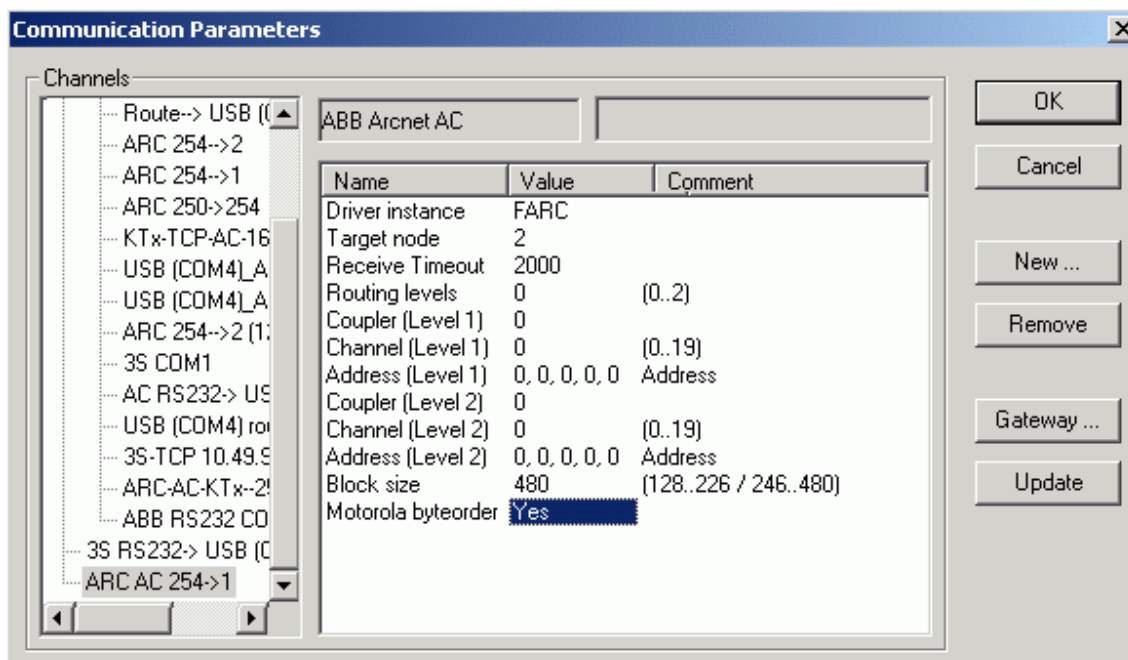 Communication Parameters
Channels
Route--> USB (C
ARC 254-->2
ARC 254-->1
ARC 250->254
KTx-TCP-AC-16
USB (COM4)_A
USB (COM4)_A
ARC 254-->2 (1
3S COM1
AC RS232-> US
USB (COM4) rou
3S-TCP 10.49.9
ARC-AC-KTx--25
ABB RS232 CO
3S RS232-> USB (C
ARC AC 254->1
ABB Arcnet AC
Name Value Comment
Driver instance FARC
Target node 2
Receive Timeout 2000
Routing levels 0 (0..2)
Coupler (Level 1) 0
Channel (Level 1) 0 (0..19)
Address (Level 1) 0, 0, 0, 0, 0 Address
Coupler (Level 2) 0
Channel (Level 2) 0 (0..19)
Address (Level 2) 0, 0, 0, 0, 0 Address
Block size 480 (128..226 / 246..480)
Motorola byteorder Yes
OK
Cancel
New ...
Remove
Gateway ...
Update